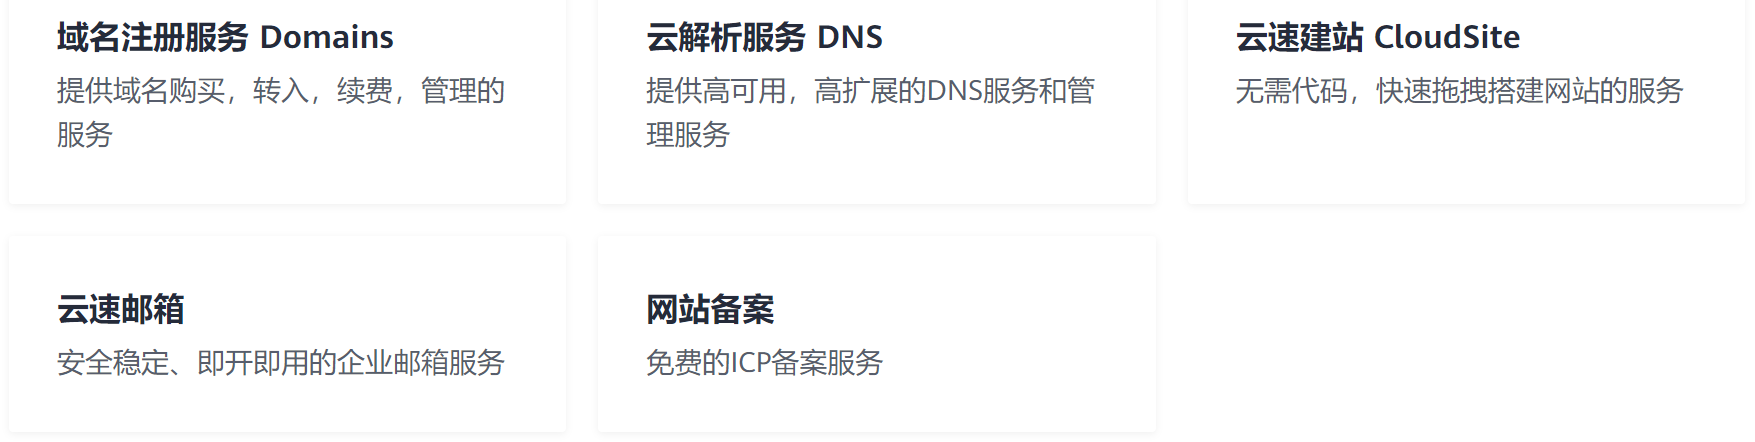 域名注册服务 Domains
提供域名购买，转入，续费，管理的
服务
云解析服务 DNS
提供高可用，高扩展的DNS服务和管
理服务
云速建站 CloudSite
无需代码，快速拖拽搭建网站的服务
云速邮箱
安全稳定、即开即用的企业邮箱服务
网站备案
免费的ICP备案服务